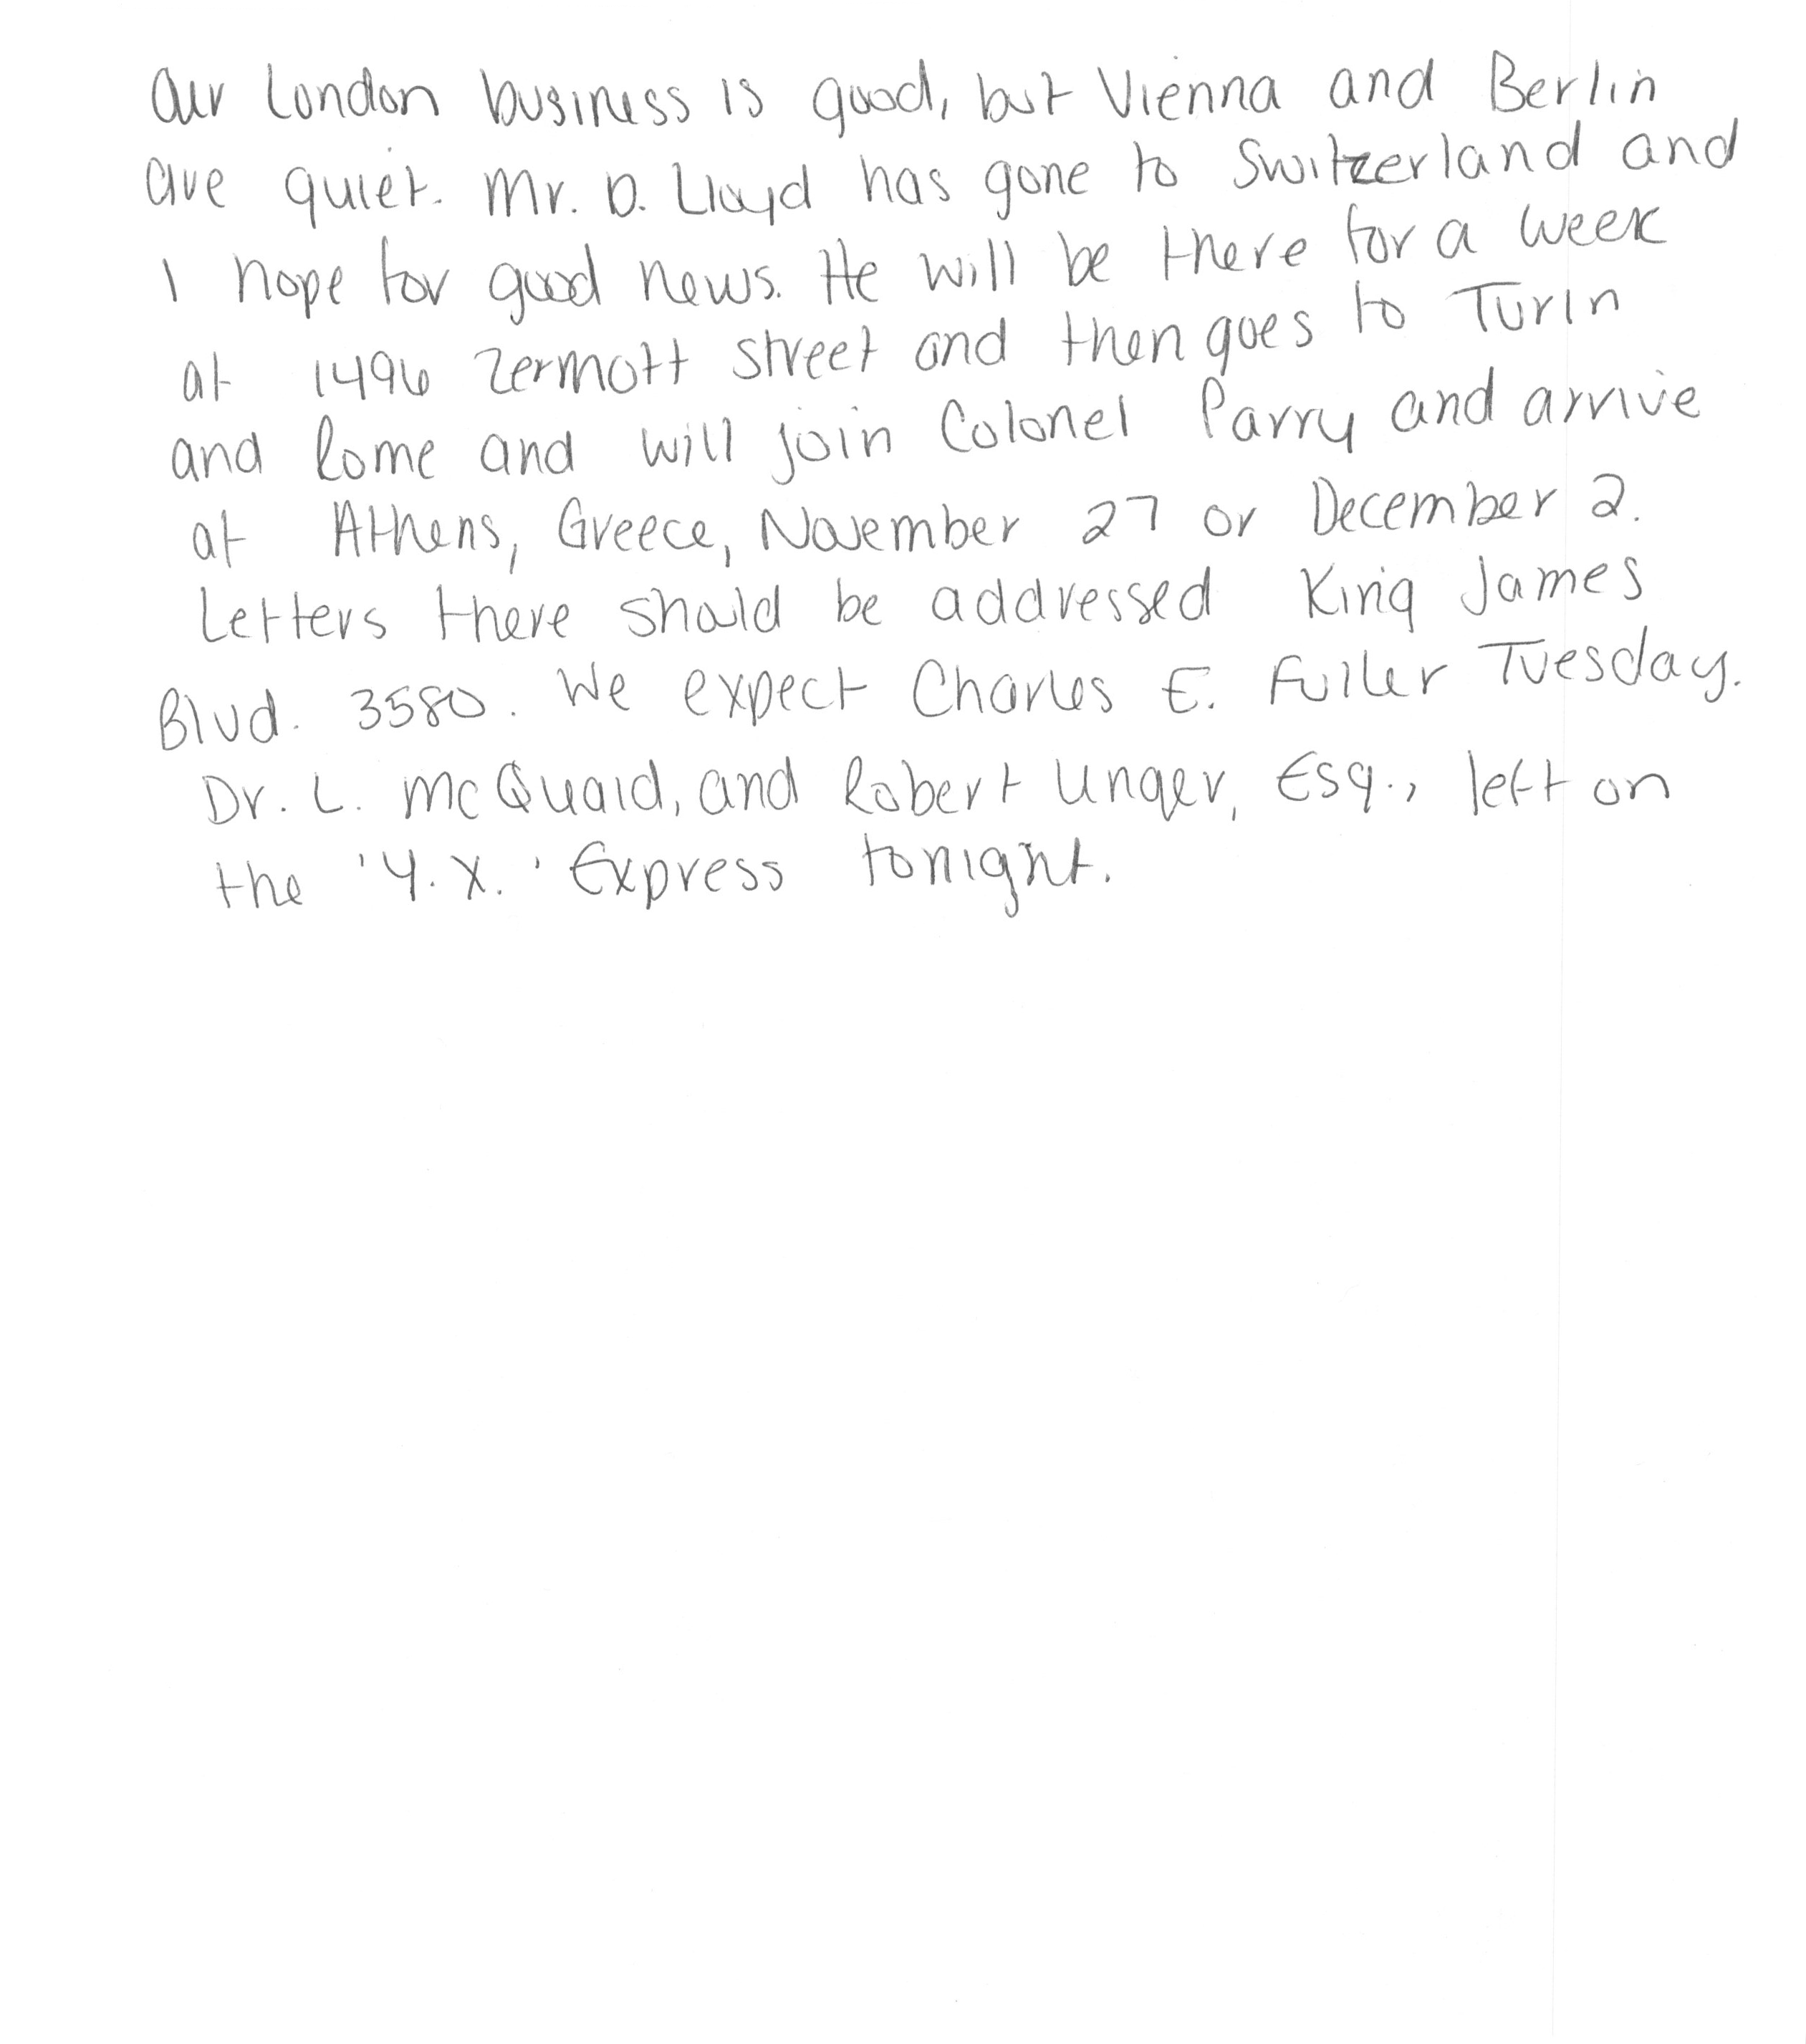 Our London business is good, but Vienna and Berlin
are quiet. Mr. D. Lloyd has gone to Switzerland and
I hope for good news. He will be there for a week
at 1496 Zermott street and then goes to Turin
and Rome and will join Colonel Parry and arrive
at Athens, Greece, November 27 or December 2.
Letters there should be addressed King James
Blvd. 3580. We expect Charles E. Fuller Tuesday.
Dr. L. McQuaid, and Robert Unger, Esq., left on
the 'Y.X.' Express tonight.